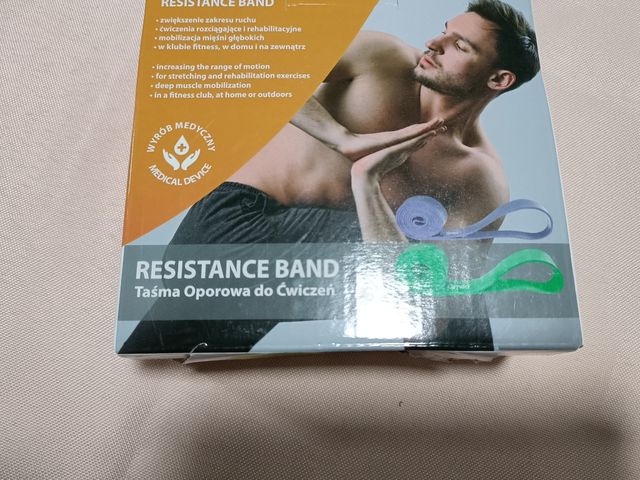 RESISTANCE BAND
• zwiększenie zakresu ruchu
• ćwiczenia rozciągające i rehabilitacyjne
• mobilizacja mięśni głębokich
• w klubie fitness, w domu i na zewnątrz
• increasing the range of motion
• for stretching and rehabilitation exercises
• deep muscle mobilization
• in a fitness club, at home or outdoors
WYRÓB MEDYCZNY
MEDICAL DEVICE
RESISTANCE BAND
Taśma Oporowa do Ćwiczeń